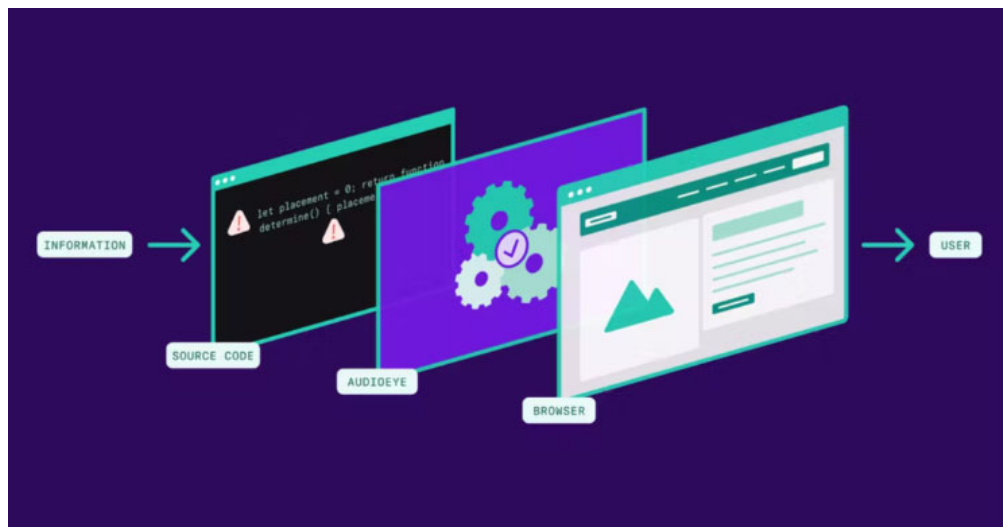 let placement = 0; return function
determine() { placeme
INFORMATION
USER
SOURCE CODE
AUDIOEYE
BROWSER